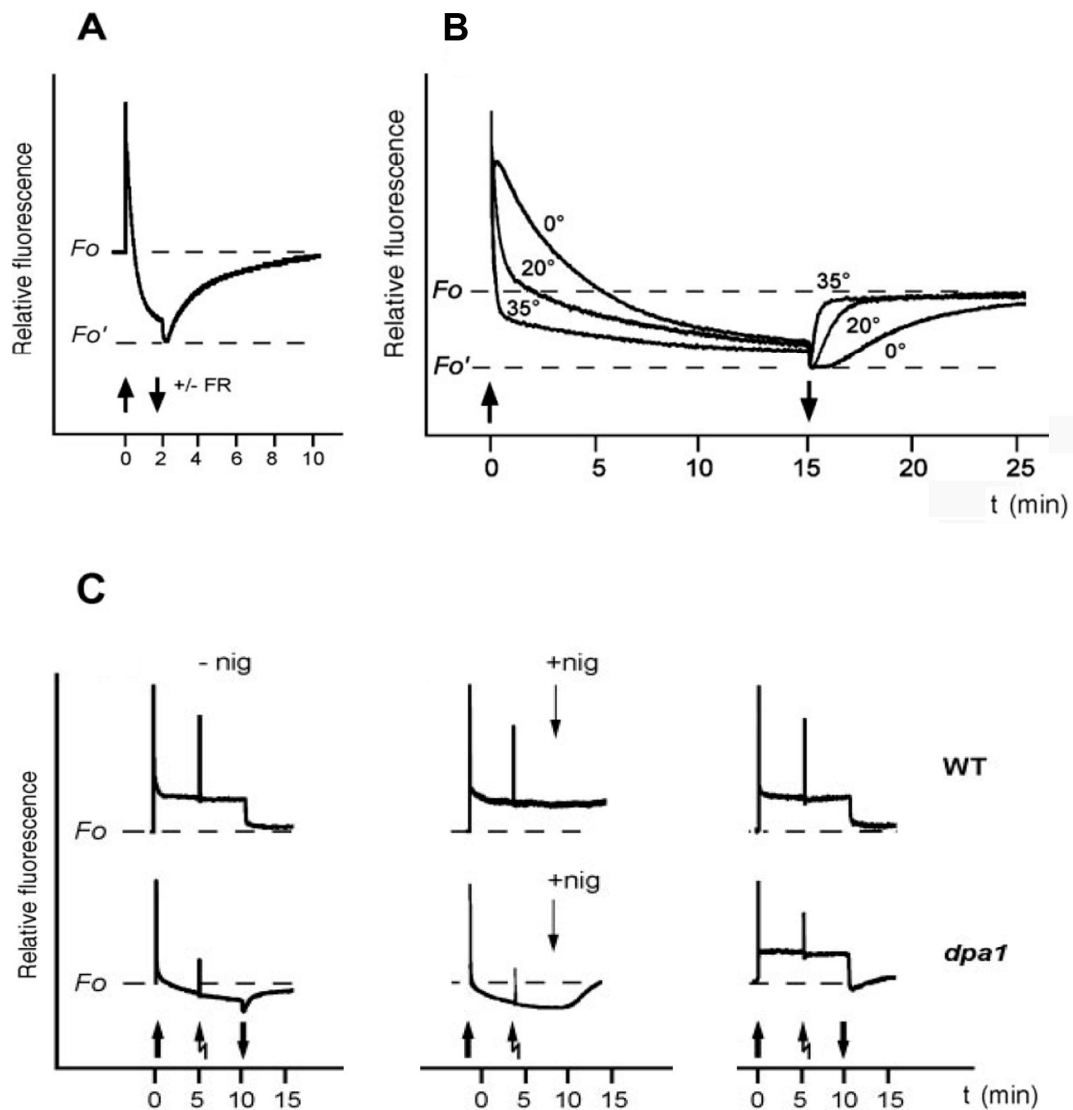 A
B
Relative fluorescence
Fo
Fo'
+/- FR
0 2 4 6 8 10
Relative fluorescence
0°
20°
35°
Fo
Fo'
35°
20°
0°
0 5 10 15 20 25
t (min)
C
- nig
+nig
WT
Relative fluorescence
Fo
+nig
dpa1
Fo
0 5 10 15
0 5 10 15
0 5 10 15
t (min)